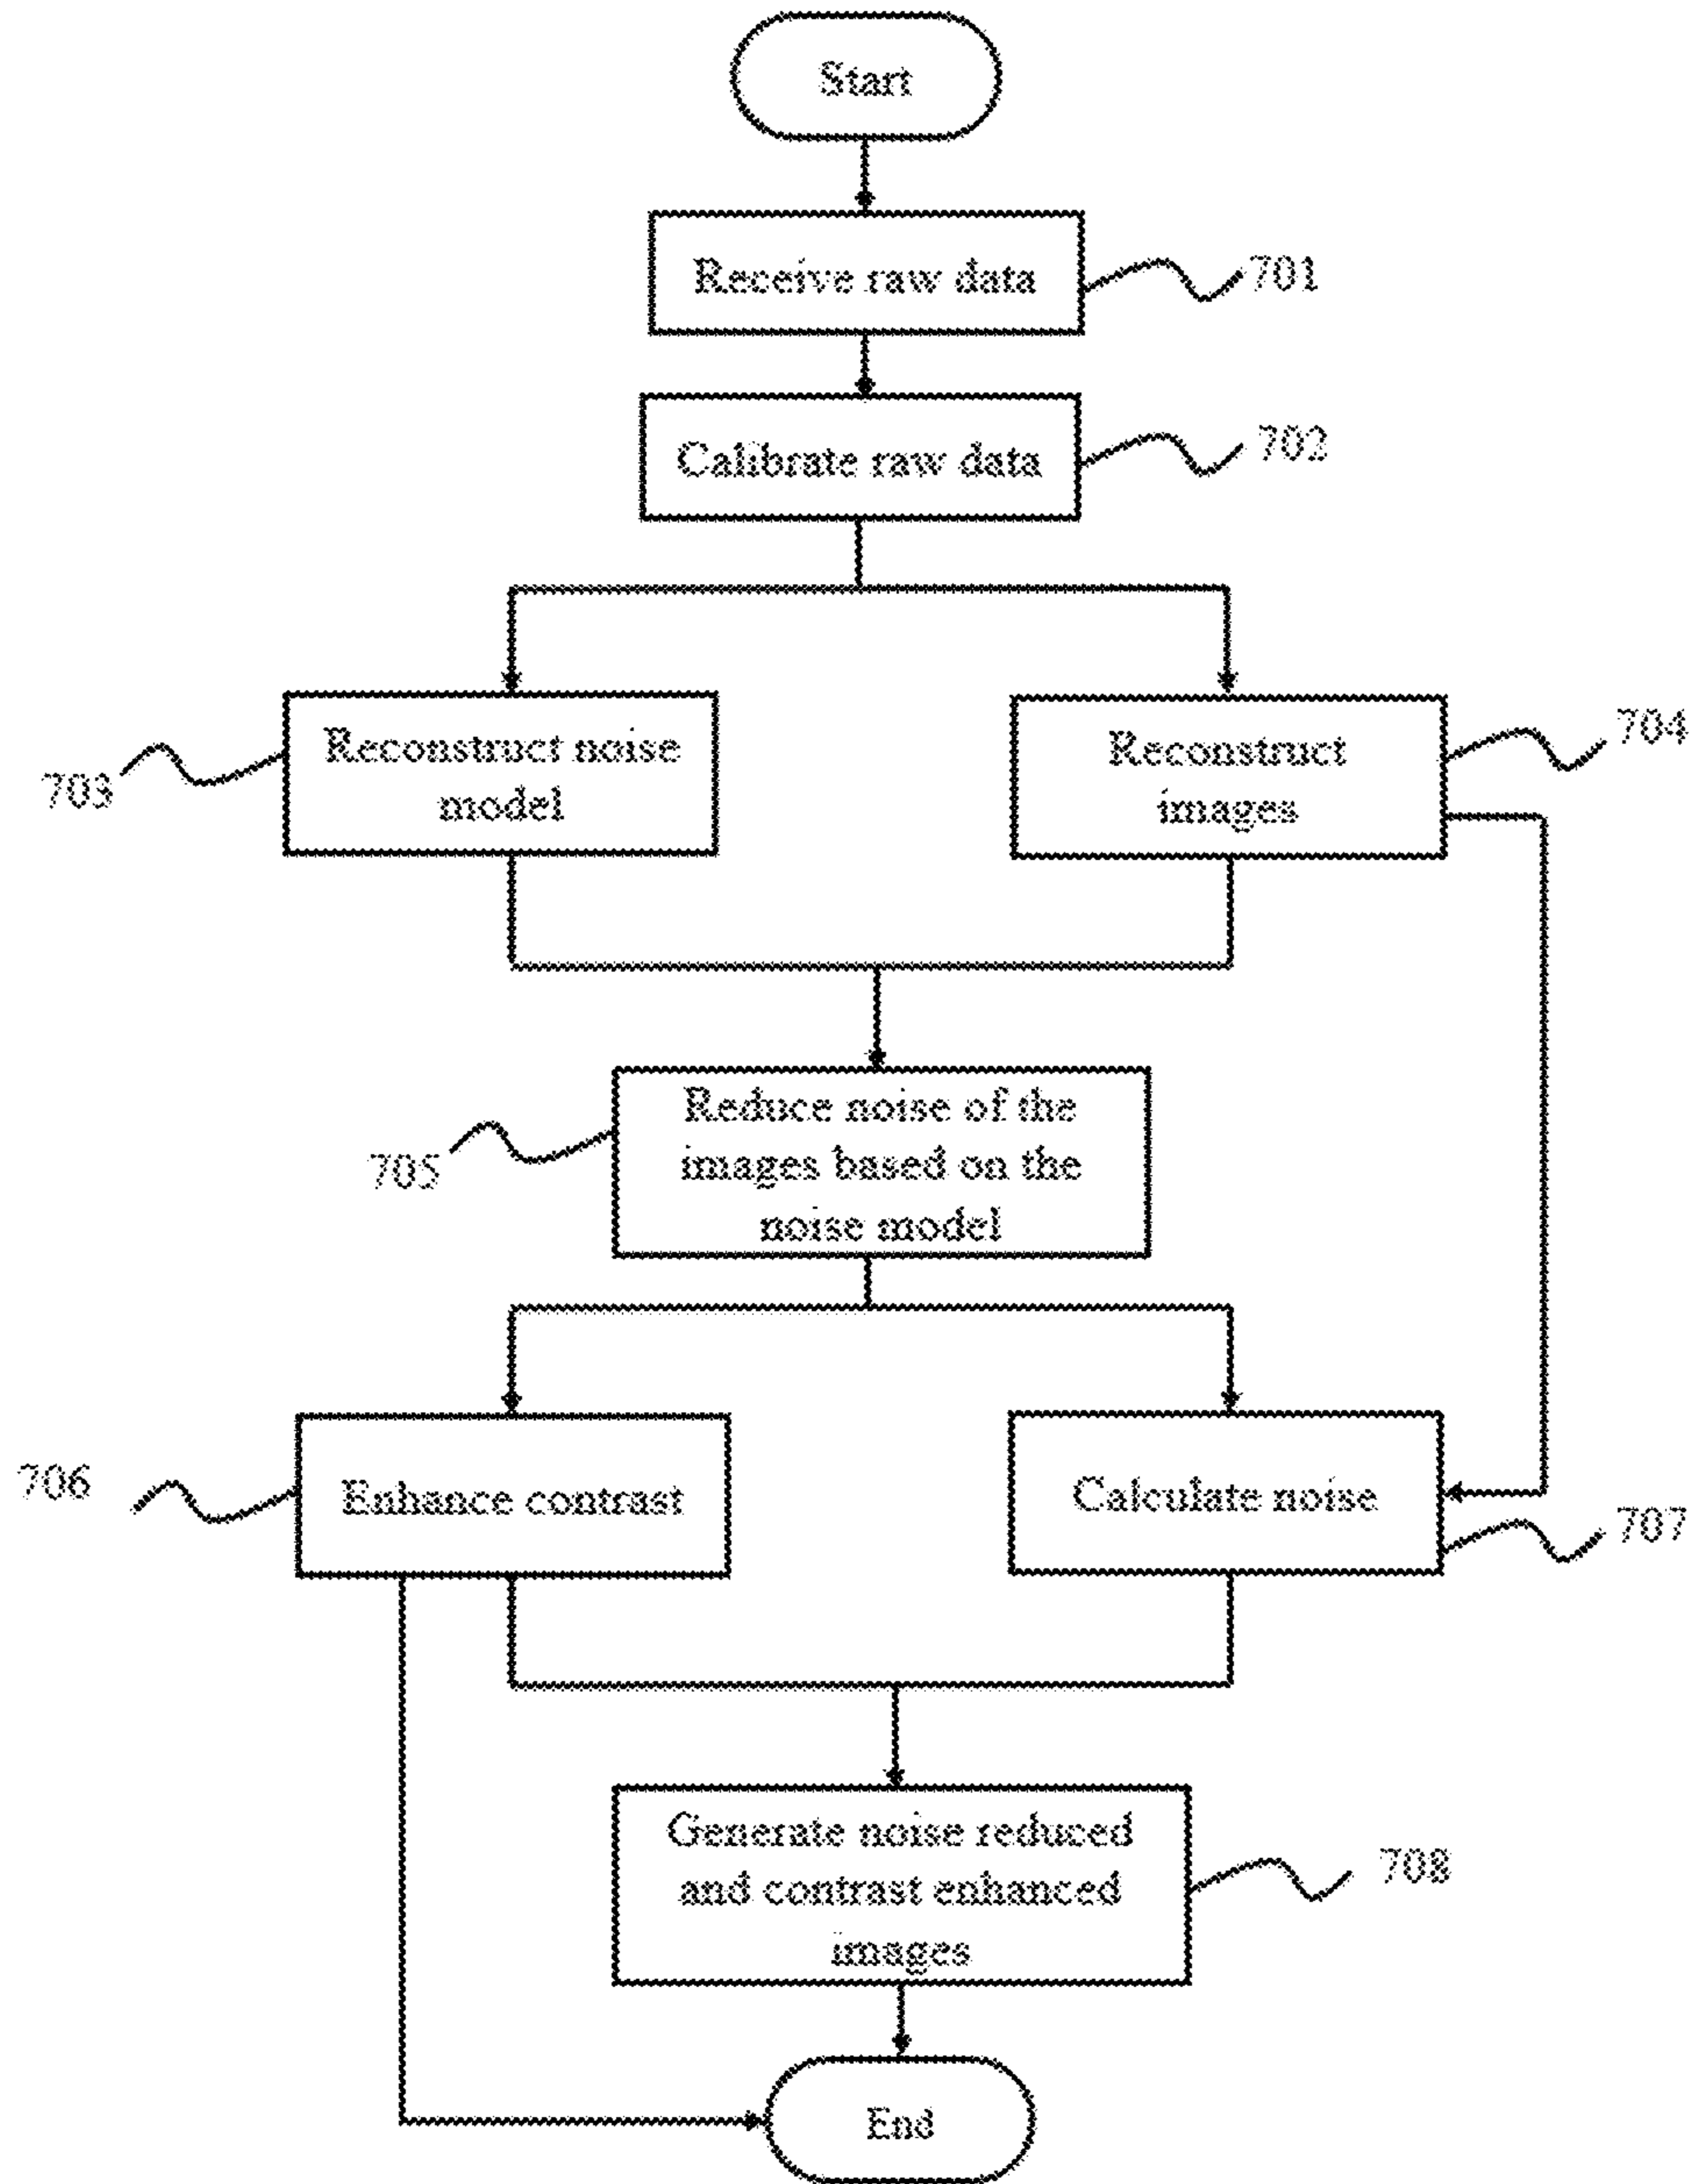 Start
Receive raw data
701
Calibrate raw data
702
Reconstruct noise
model
703
Reconstruct
images
704
Reduce noise of the
images based on the
noise model
705
Enhance contrast
706
Calculate noise
707
Generate noise reduced
and contrast enhanced
images
708
End